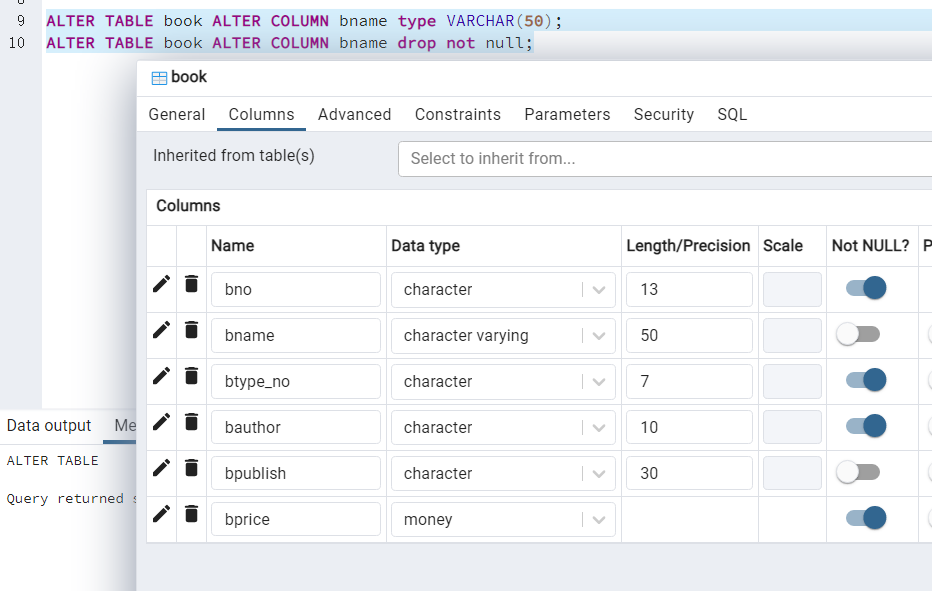 9 ALTER TABLE book ALTER COLUMN bname type VARCHAR(50);
10 ALTER TABLE book ALTER COLUMN bname drop not null;
book
General Columns Advanced Constraints Parameters Security SQL
Inherited from table(s) Select to inherit from...
Columns
Name Data type Length/Precision Scale Not NULL? P
bno character 13
bname character varying 50
btype_no character 7
bauthor character 10
bpublish character 30
bprice money
Data output Me
ALTER TABLE
Query returned